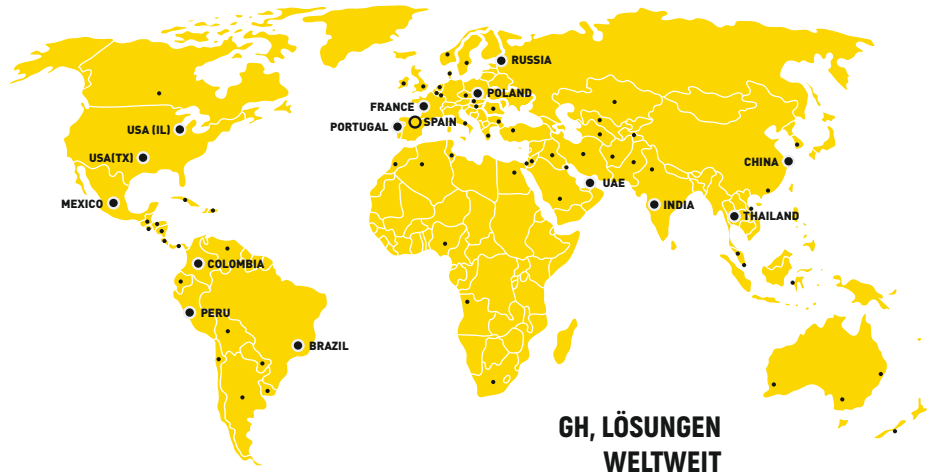 RUSSIA
POLAND
FRANCE
SPAIN
PORTUGAL
USA (IL)
USA(TX)
CHINA
MEXICO
UAE
INDIA
THAILAND
COLOMBIA
PERU
BRAZIL
GH, LÖSUNGEN
WELTWEIT